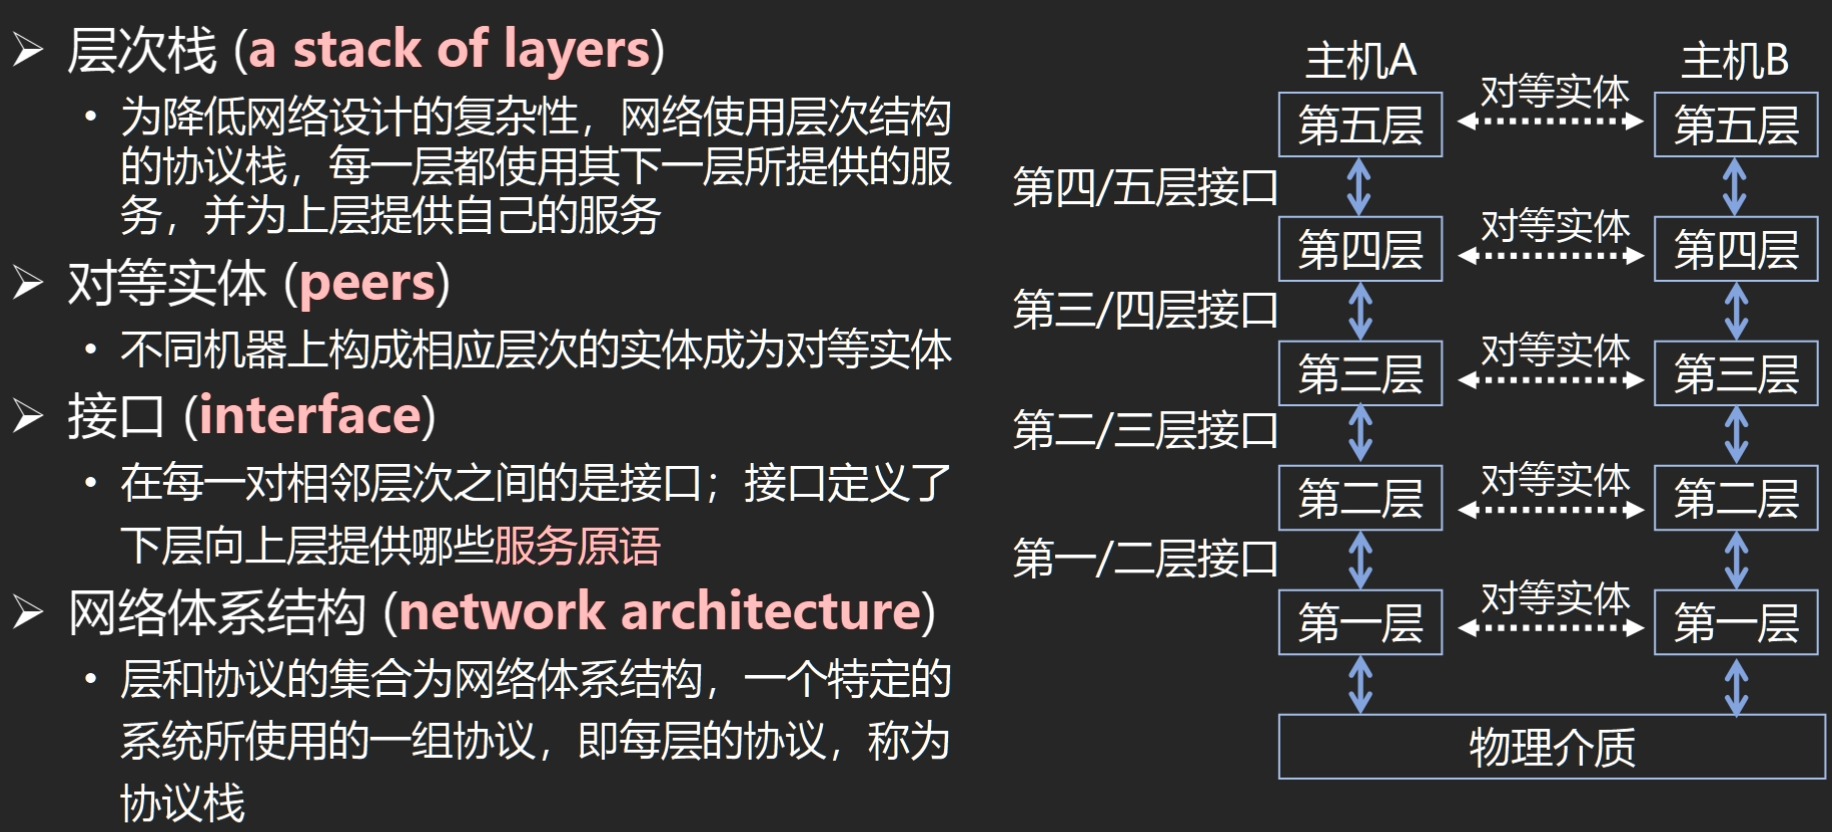 ➢ 层次栈 (a stack of layers)
• 为降低网络设计的复杂性，网络使用层次结构
的协议栈，每一层都使用其下一层所提供的服
务，并为上层提供自己的服务
➢ 对等实体 (peers)
• 不同机器上构成相应层次的实体成为对等实体
➢ 接口 (interface)
• 在每一对相邻层次之间的是接口；接口定义了
下层向上层提供哪些服务原语
➢ 网络体系结构 (network architecture)
• 层和协议的集合为网络体系结构，一个特定的
系统所使用的一组协议，即每层的协议，称为
协议栈
主机A
主机B
第五层
对等实体
第五层
第四/五层接口
第四层
对等实体
第四层
第三/四层接口
第三层
对等实体
第三层
第二/三层接口
第二层
对等实体
第二层
第一/二层接口
第一层
对等实体
第一层
物理介质